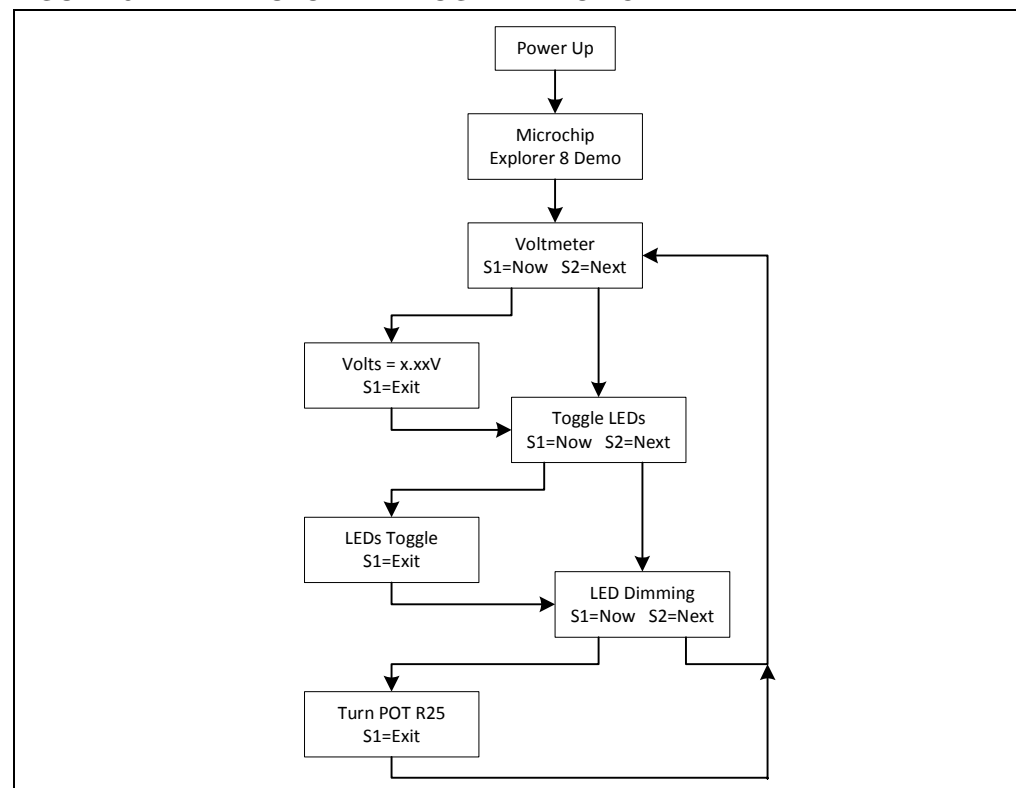 Power Up
Microchip
Explorer 8 Demo
Voltmeter
S1=Now S2=Next
Volts = x.xxV
S1=Exit
Toggle LEDs
S1=Now S2=Next
LEDs Toggle
S1=Exit
LED Dimming
S1=Now S2=Next
Turn POT R25
S1=Exit